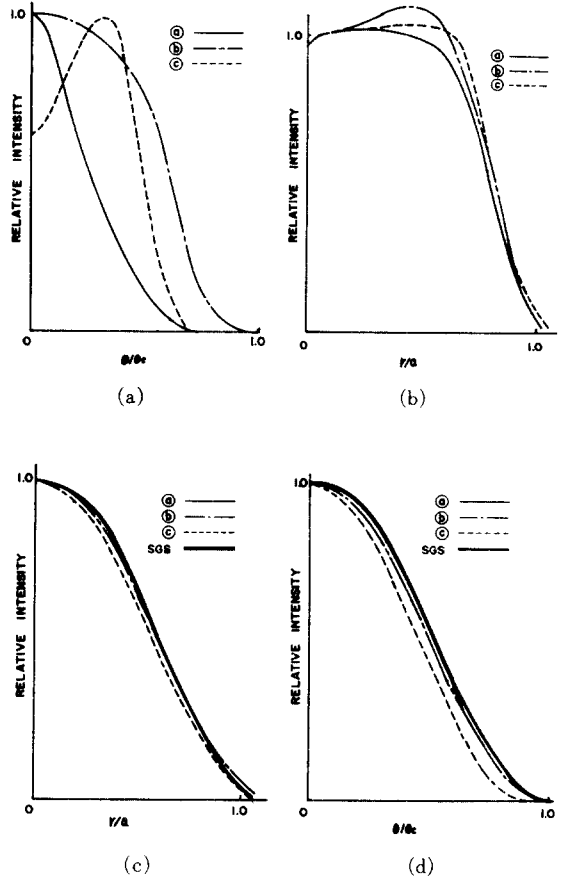 1.0
ⓐ
ⓑ
ⓒ
RELATIVE INTENSITY
0
1.0
θ/θc
(a)
1.0
ⓐ
ⓑ
ⓒ
RELATIVE INTENSITY
0
1.0
r/a
(b)
1.0
ⓐ
ⓑ
ⓒ
SGS
RELATIVE INTENSITY
0
1.0
r/a
(c)
1.0
ⓐ
ⓑ
ⓒ
SGS
RELATIVE INTENSITY
0
1.0
θ/θc
(d)